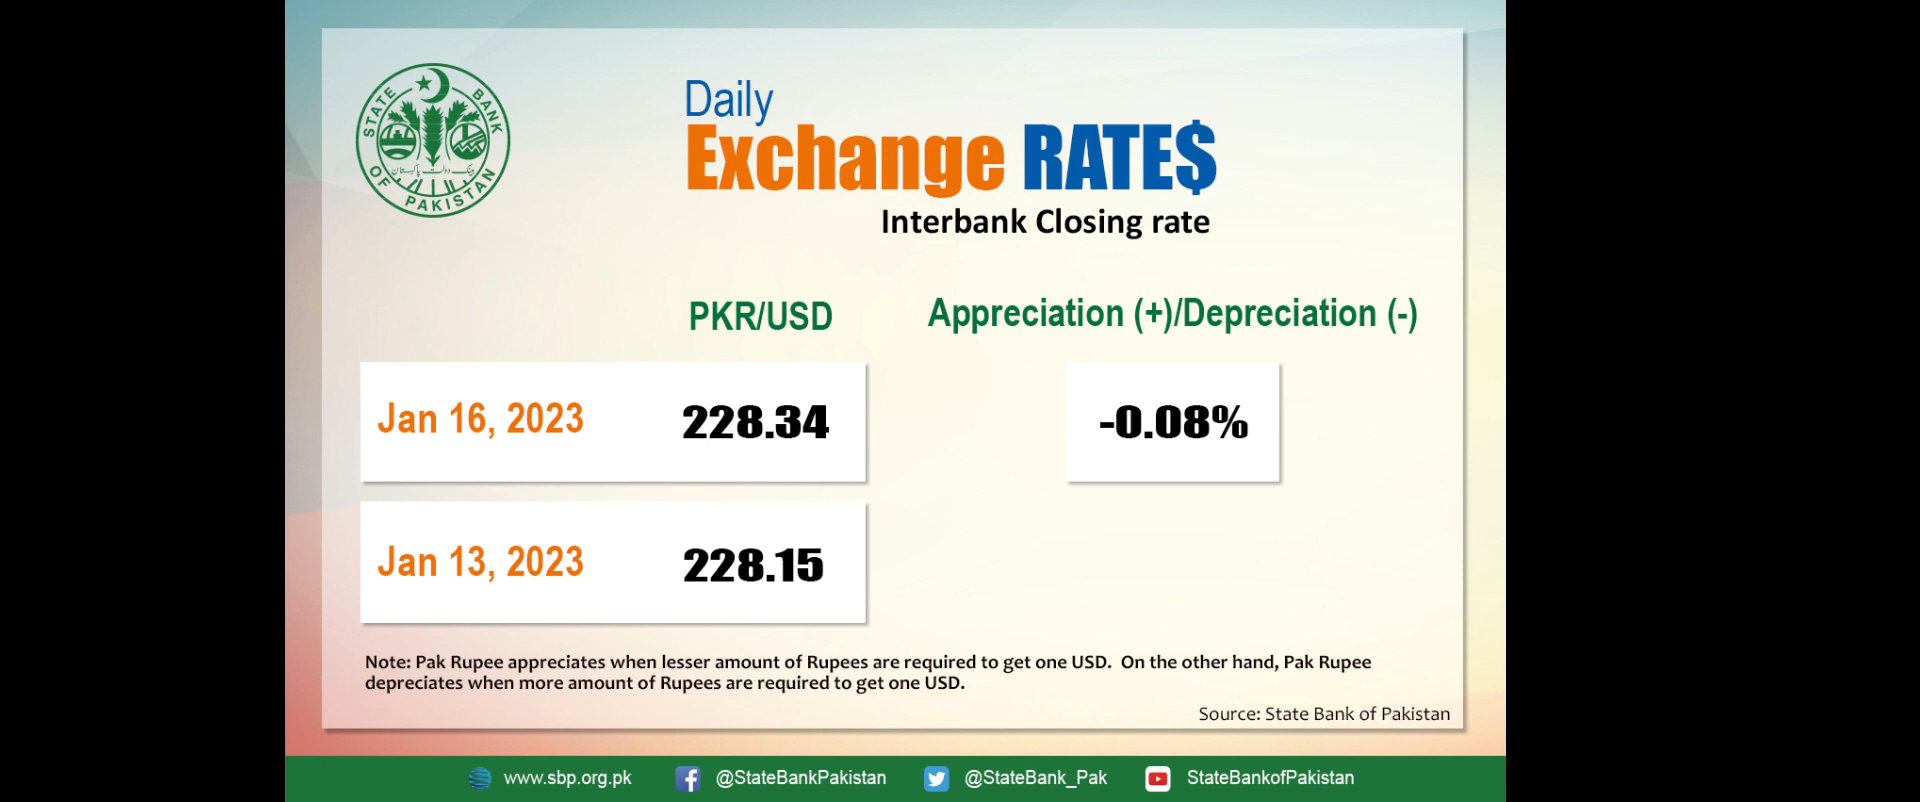 STATE BANK OF PAKISTAN
بینک دولت پاکستان
Daily
Exchange RATE$
Interbank Closing rate
PKR/USD Appreciation (+)/Depreciation (-)
Jan 16, 2023 228.34 -0.08%
Jan 13, 2023 228.15
Note: Pak Rupee appreciates when lesser amount of Rupees are required to get one USD. On the other hand, Pak Rupee
depreciates when more amount of Rupees are required to get one USD.
Source: State Bank of Pakistan
www.sbp.org.pk @StateBankPakistan @StateBank_Pak StateBankofPakistan